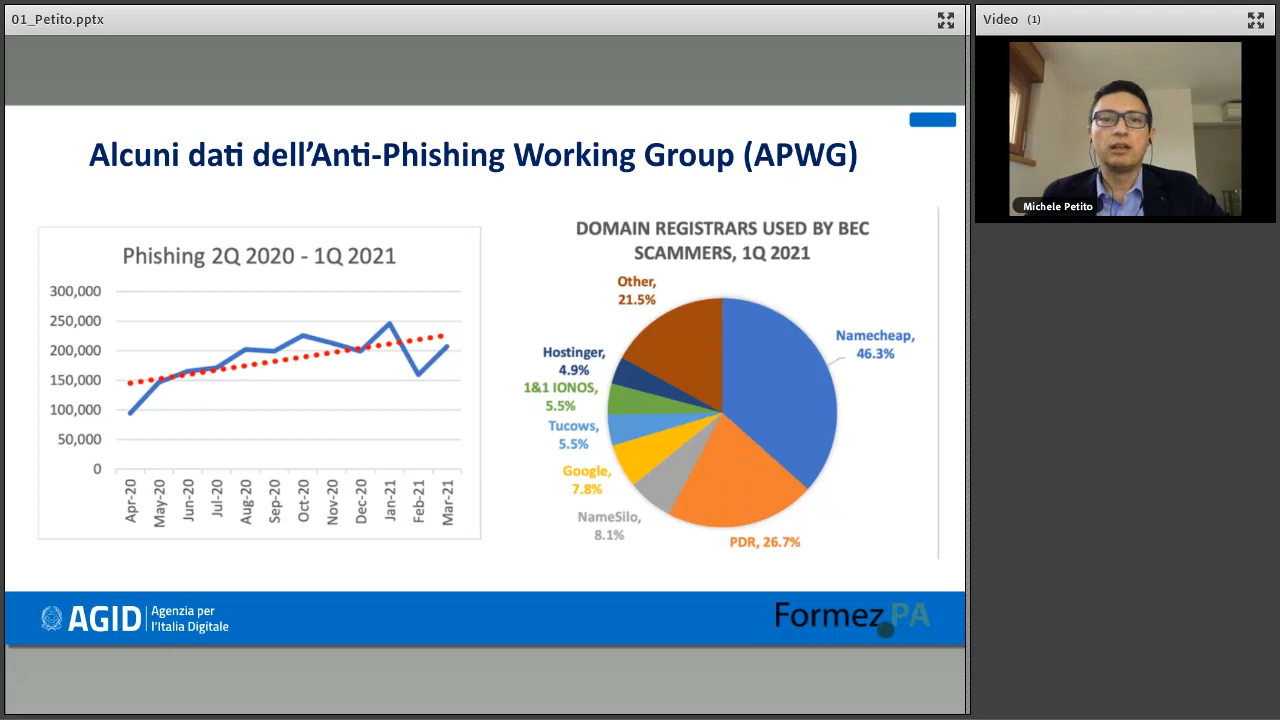 01_Petito.pptx
Video (1)
Michele Petito
Alcuni dati dell'Anti-Phishing Working Group (APWG)
Phishing 2Q 2020 - 1Q 2021
300,000
250,000
200,000
150,000
100,000
50,000
0
Apr-20
May-20
Jun-20
Jul-20
Aug-20
Sep-20
Oct-20
Nov-20
Dec-20
Jan-21
Feb-21
Mar-21
DOMAIN REGISTRARS USED BY BEC
SCAMMERS, 1Q 2021
Other,
21.5%
Namecheap,
46.3%
Hostinger,
4.9%
1&1 IONOS,
5.5%
Tucows,
5.5%
Google,
7.8%
NameSilo,
8.1%
PDR, 26.7%
AGID
Agenzia per
l'Italia Digitale
Formez PA